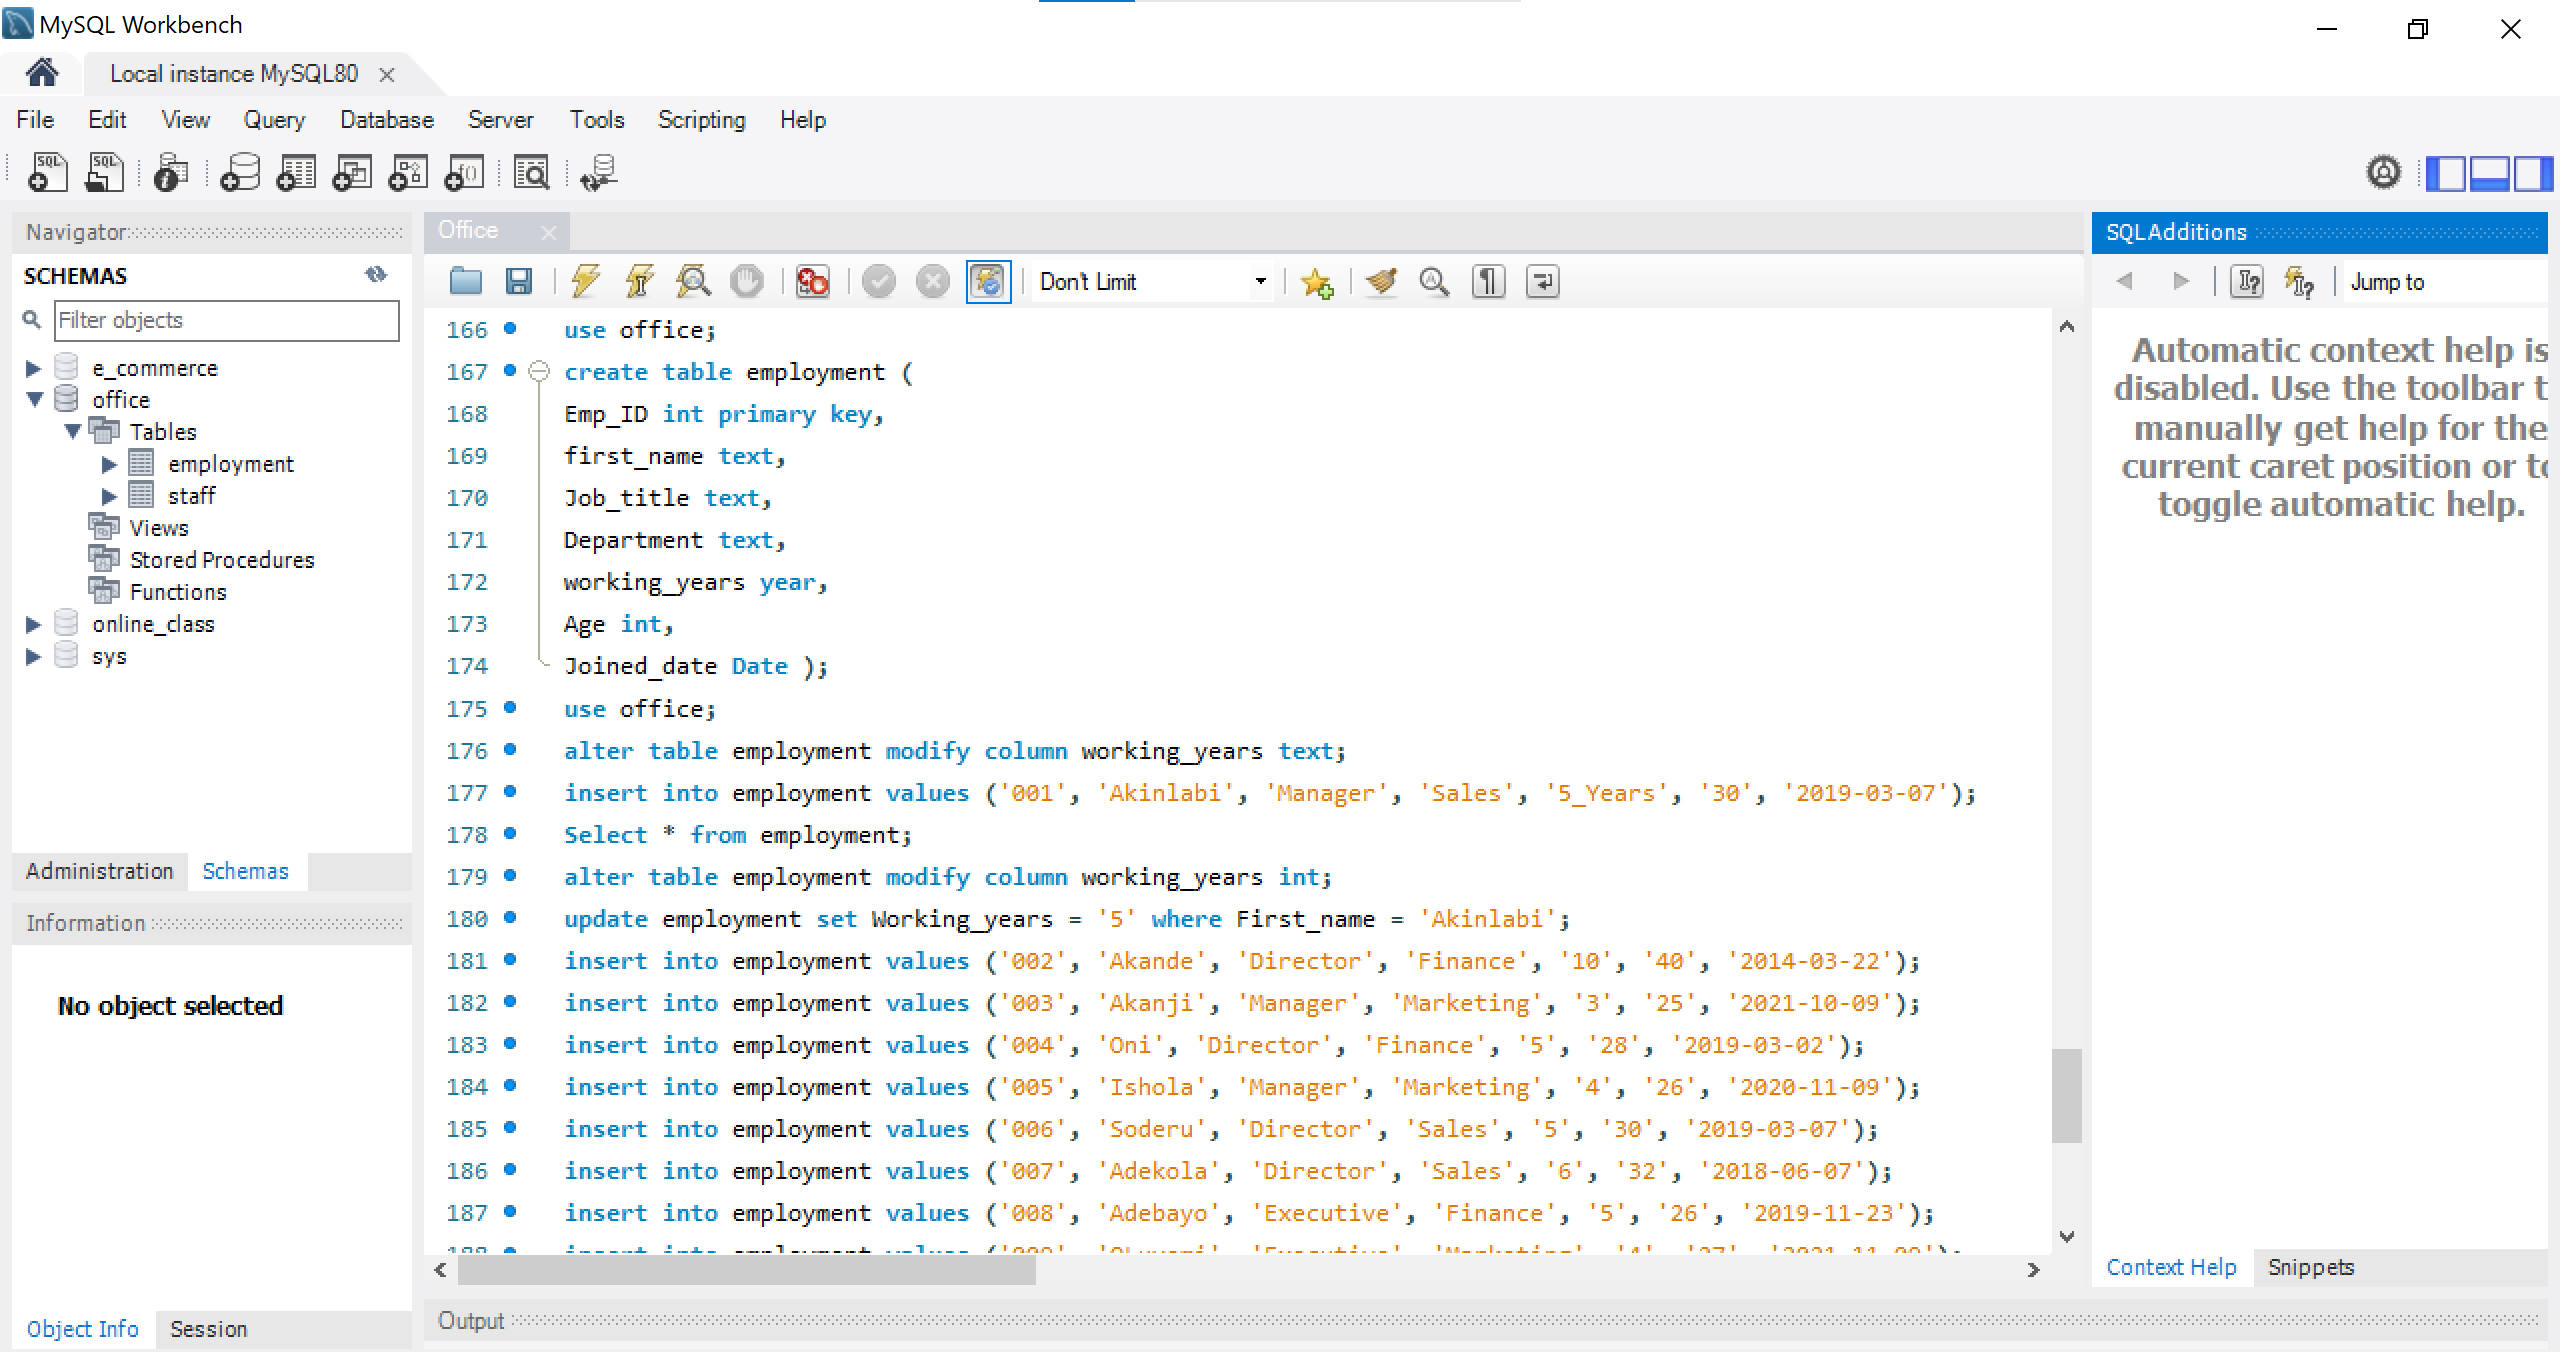 MySQL Workbench
Local instance MySQL80
File Edit View Query Database Server Tools Scripting Help
Navigator
SCHEMAS
Filter objects
e_commerce
office
Tables
employment
staff
Views
Stored Procedures
Functions
online_class
sys
Administration Schemas
Information
No object selected
Object Info Session
Office
Don't Limit
166 use office;
167 create table employment (
168 Emp_ID int primary key,
169 first_name text,
170 Job_title text,
171 Department text,
172 working_years year,
173 Age int,
174 Joined_date Date );
175 use office;
176 alter table employment modify column working_years text;
177 insert into employment values ('001', 'Akinlabi', 'Manager', 'Sales', '5_Years', '30', '2019-03-07');
178 Select * from employment;
179 alter table employment modify column working_years int;
180 update employment set Working_years = '5' where First_name = 'Akinlabi';
181 insert into employment values ('002', 'Akande', 'Director', 'Finance', '10', '40', '2014-03-22');
182 insert into employment values ('003', 'Akanji', 'Manager', 'Marketing', '3', '25', '2021-10-09');
183 insert into employment values ('004', 'Oni', 'Director', 'Finance', '5', '28', '2019-03-02');
184 insert into employment values ('005', 'Ishola', 'Manager', 'Marketing', '4', '26', '2020-11-09');
185 insert into employment values ('006', 'Soderu', 'Director', 'Sales', '5', '30', '2019-03-07');
186 insert into employment values ('007', 'Adekola', 'Director', 'Sales', '6', '32', '2018-06-07');
187 insert into employment values ('008', 'Adebayo', 'Executive', 'Finance', '5', '26', '2019-11-23');
Output
SQLAdditions
Jump to
Automatic context help is
disabled. Use the toolbar t
manually get help for the
current caret position or to
toggle automatic help.
Context Help Snippets